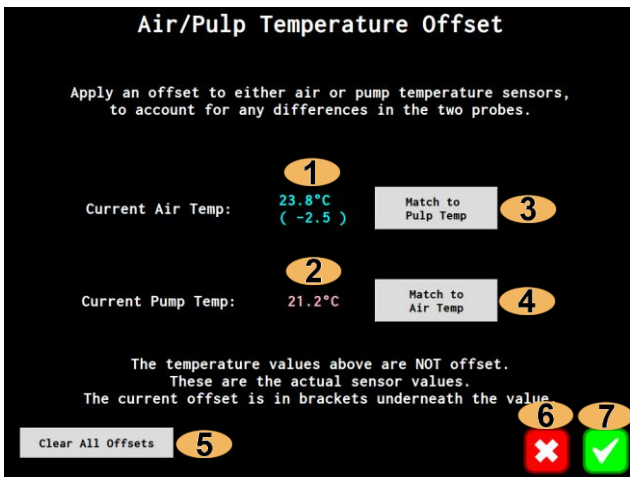 Air/Pulp Temperature Offset
Apply an offset to either air or pump temperature sensors,
to account for any differences in the two probes.
1
Current Air Temp:
23.8°C
( -2.5 )
Match to
Pulp Temp
3
2
Current Pump Temp:
21.2°C
Match to
Air Temp
4
The temperature values above are NOT offset.
These are the actual sensor values.
The current offset is in brackets underneath the value.
6
7
Clear All Offsets
5